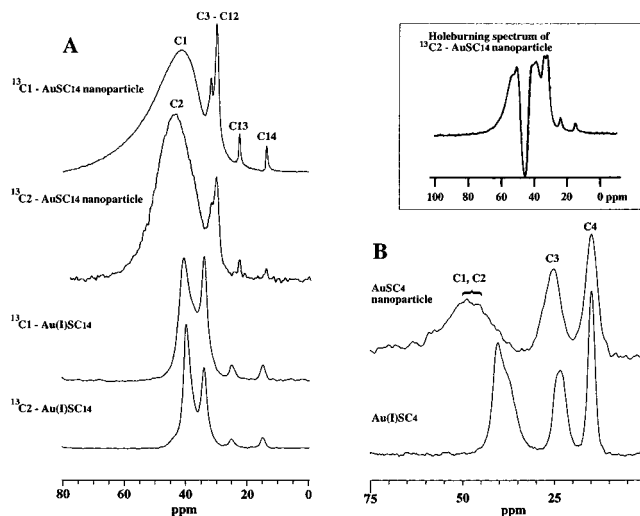 A
C3 - C12
C1
¹³C1 - AuSC14 nanoparticle
C2
C13
C14
¹³C2 - AuSC14 nanoparticle
¹³C1 - Au(I)SC14
¹³C2 - Au(I)SC14
80 60 40 20 0
ppm
Holeburning spectrum of
¹³C2 - AuSC14 nanoparticle
100 80 60 40 20 0 ppm
B
C4
C3
C1, C2
AuSC4
nanoparticle
Au(I)SC4
75 50 25 0
ppm